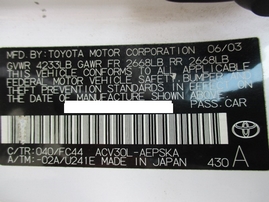 MFD. BY: TOYOTA MOTOR CORPORATION 06/03
GVWR 4233LB GAWR FR 2668LB RR 2668LB
THIS VEHICLE CONFORMS TO ALL APPLICABLE
FEDERAL MOTOR VEHICLE SAFETY, BUMPER AND
THEFT PREVENTION STANDARDS IN EFFECT ON
THE DATE OF MANUFACTURE SHOWN ABOVE.
PASS. CAR
C/TR: 040/FC44 ACV30L-AEPSKA
A/TM: -02A/U241E MADE IN JAPAN 430 A
TOYOTA